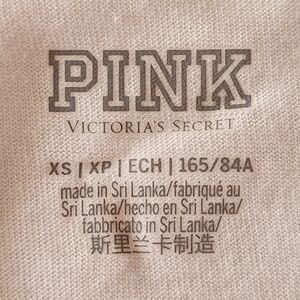 PINK
VICTORIA'S SECRET
XS | XP | ECH | 165/84A
made in Sri Lanka/fabriqué au
Sri Lanka/hecho en Sri Lanka/
fabbricato in Sri Lanka/
斯里兰卡制造